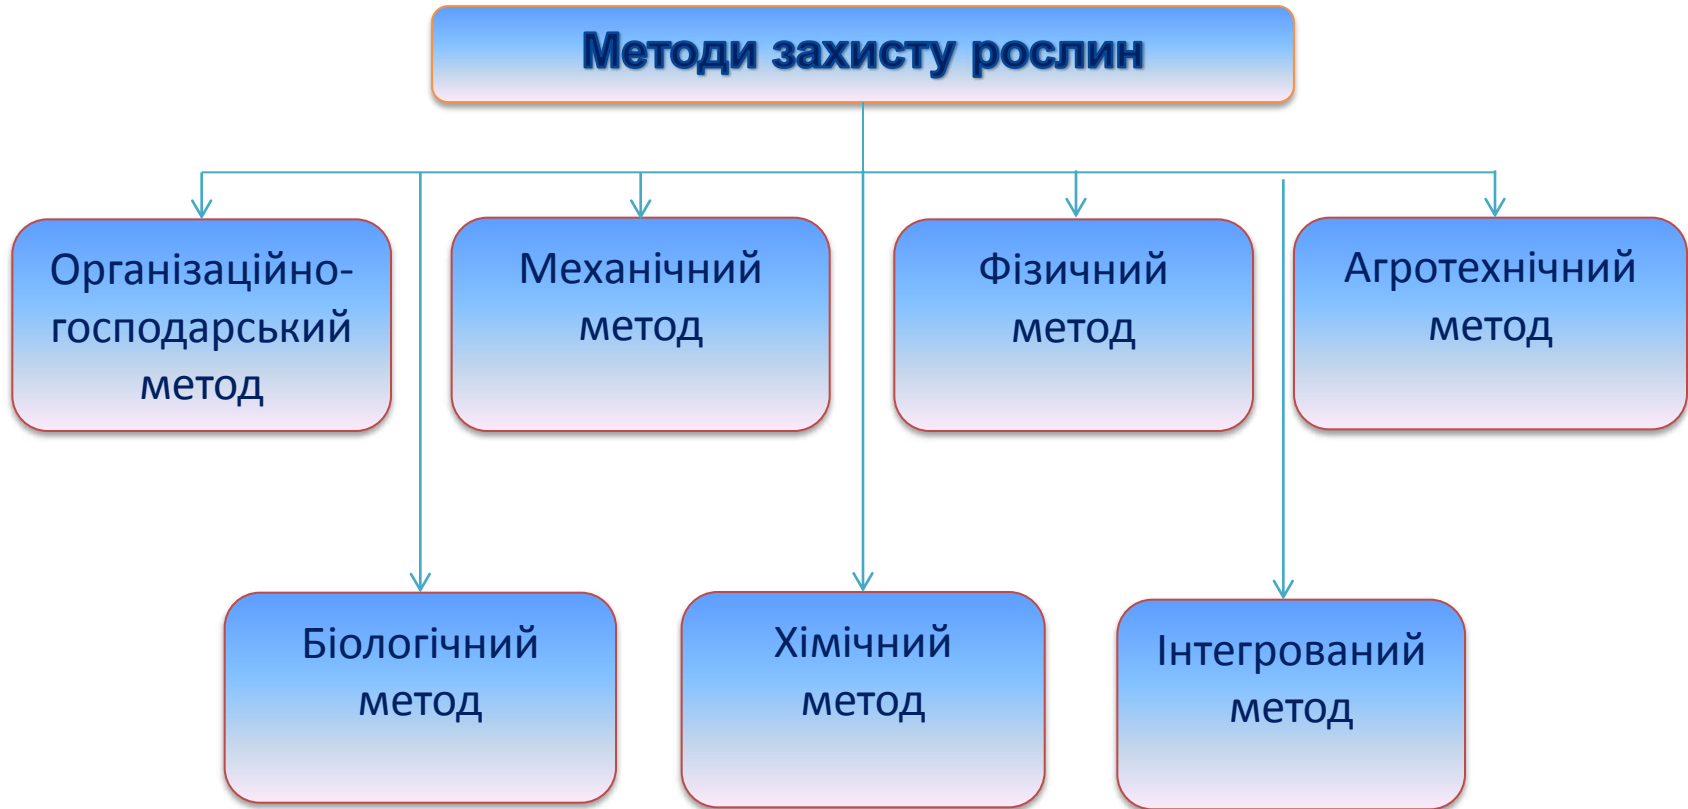 Методи захисту рослин
Організаційно-
господарський
метод
Механічний
метод
Фізичний
метод
Агротехнічний
метод
Біологічний
метод
Хімічний
метод
Інтегрований
метод